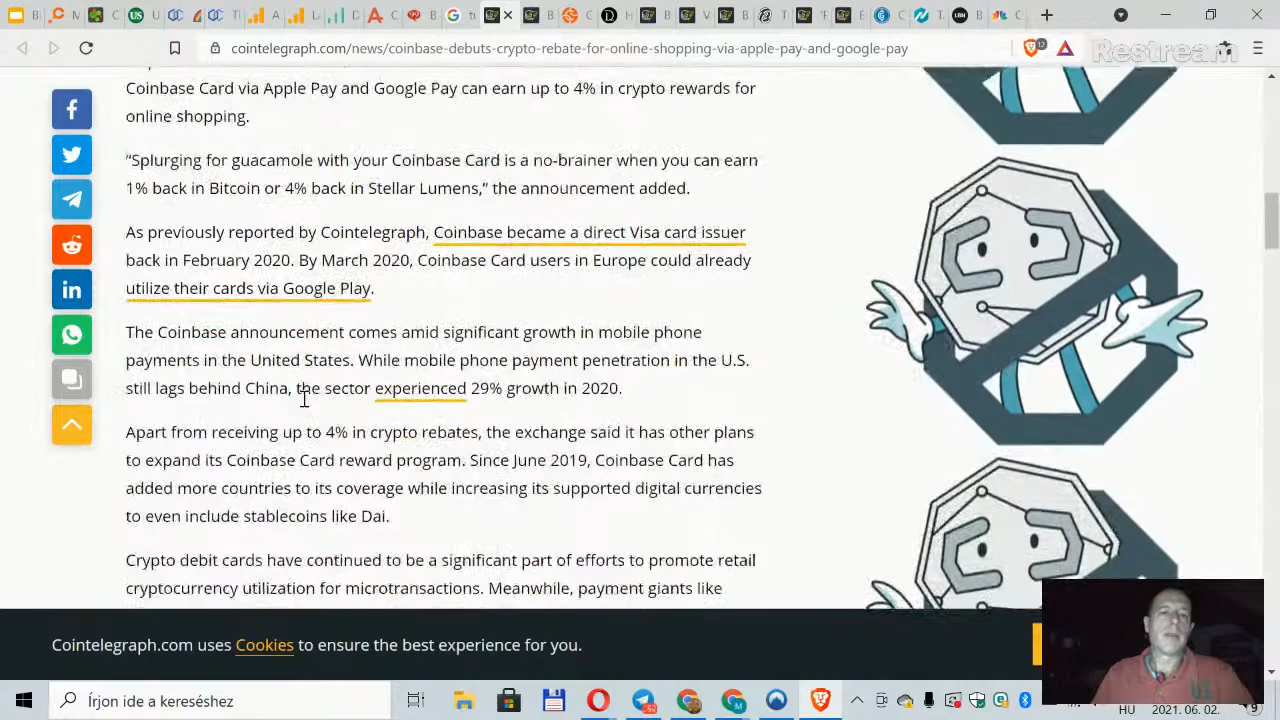 cointelegraph.com/news/coinbase-debuts-crypto-rebate-for-online-shopping-via-apple-pay-and-google-pay
12
Restream
Coinbase Card via Apple Pay and Google Pay can earn up to 4% in crypto rewards for
online shopping.
“Splurging for guacamole with your Coinbase Card is a no-brainer when you can earn
1% back in Bitcoin or 4% back in Stellar Lumens,” the announcement added.
As previously reported by Cointelegraph, Coinbase became a direct Visa card issuer
back in February 2020. By March 2020, Coinbase Card users in Europe could already
utilize their cards via Google Play.
The Coinbase announcement comes amid significant growth in mobile phone
payments in the United States. While mobile phone payment penetration in the U.S.
still lags behind China, the sector experienced 29% growth in 2020.
Apart from receiving up to 4% in crypto rebates, the exchange said it has other plans
to expand its Coinbase Card reward program. Since June 2019, Coinbase Card has
added more countries to its coverage while increasing its supported digital currencies
to even include stablecoins like Dai.
Crypto debit cards have continued to be a significant part of efforts to promote retail
cryptocurrency utilization for microtransactions. Meanwhile, payment giants like
Cointelegraph.com uses Cookies to ensure the best experience for you.
Írjon ide a kereséshez
HU
2021. 06. 02.